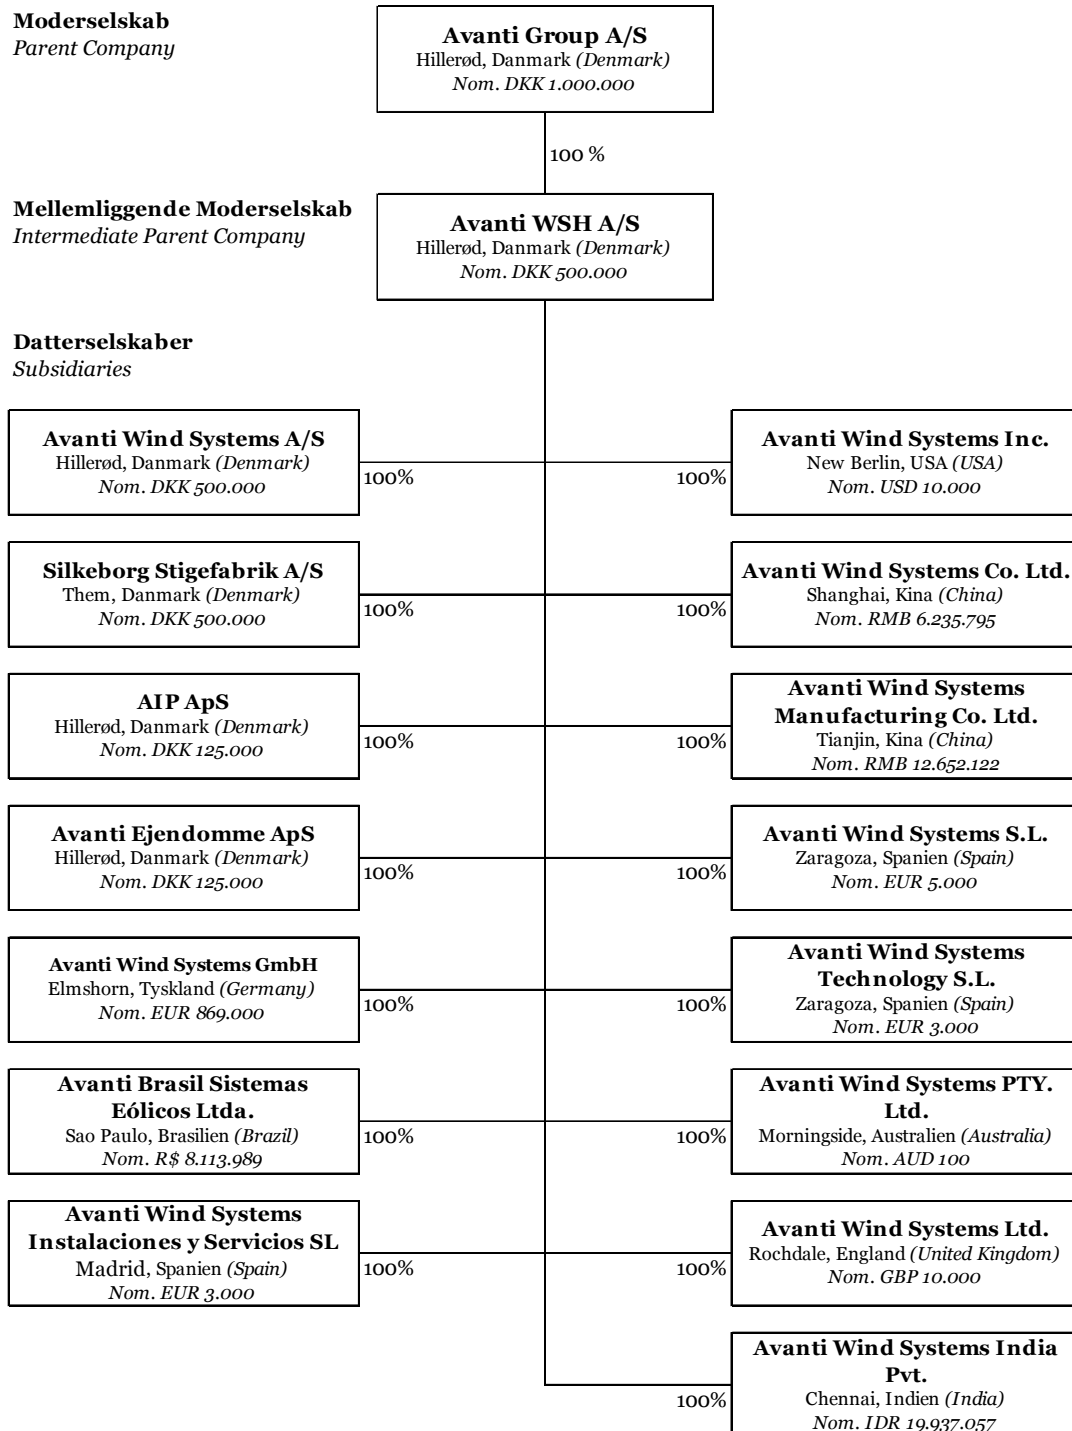 Moderselskab
Parent Company
Avanti Group A/S
Hillerød, Danmark (Denmark)
Nom. DKK 1.000.000
100 %
Mellemliggende Moderselskab
Intermediate Parent Company
Avanti WSH A/S
Hillerød, Danmark (Denmark)
Nom. DKK 500.000
Datterselskaber
Subsidiaries
Avanti Wind Systems A/S
Hillerød, Danmark (Denmark)
Nom. DKK 500.000
100%
100%
Avanti Wind Systems Inc.
New Berlin, USA (USA)
Nom. USD 10.000
Silkeborg Stigefabrik A/S
Them, Danmark (Denmark)
Nom. DKK 500.000
100%
100%
Avanti Wind Systems Co. Ltd.
Shanghai, Kina (China)
Nom. RMB 6.235.795
AIP ApS
Hillerød, Danmark (Denmark)
Nom. DKK 125.000
100%
100%
Avanti Wind Systems
Manufacturing Co. Ltd.
Tianjin, Kina (China)
Nom. RMB 12.652.122
Avanti Ejendomme ApS
Hillerød, Danmark (Denmark)
Nom. DKK 125.000
100%
100%
Avanti Wind Systems S.L.
Zaragoza, Spanien (Spain)
Nom. EUR 5.000
Avanti Wind Systems GmbH
Elmshorn, Tyskland (Germany)
Nom. EUR 869.000
100%
100%
Avanti Wind Systems
Technology S.L.
Zaragoza, Spanien (Spain)
Nom. EUR 3.000
Avanti Brasil Sistemas
Eólicos Ltda.
Sao Paulo, Brasilien (Brazil)
Nom. R$ 8.113.989
100%
100%
Avanti Wind Systems PTY.
Ltd.
Morningside, Australien (Australia)
Nom. AUD 100
Avanti Wind Systems
Instalaciones y Servicios SL
Madrid, Spanien (Spain)
Nom. EUR 3.000
100%
100%
Avanti Wind Systems Ltd.
Rochdale, England (United Kingdom)
Nom. GBP 10.000
100%
Avanti Wind Systems India
Pvt.
Chennai, Indien (India)
Nom. IDR 19.937.057